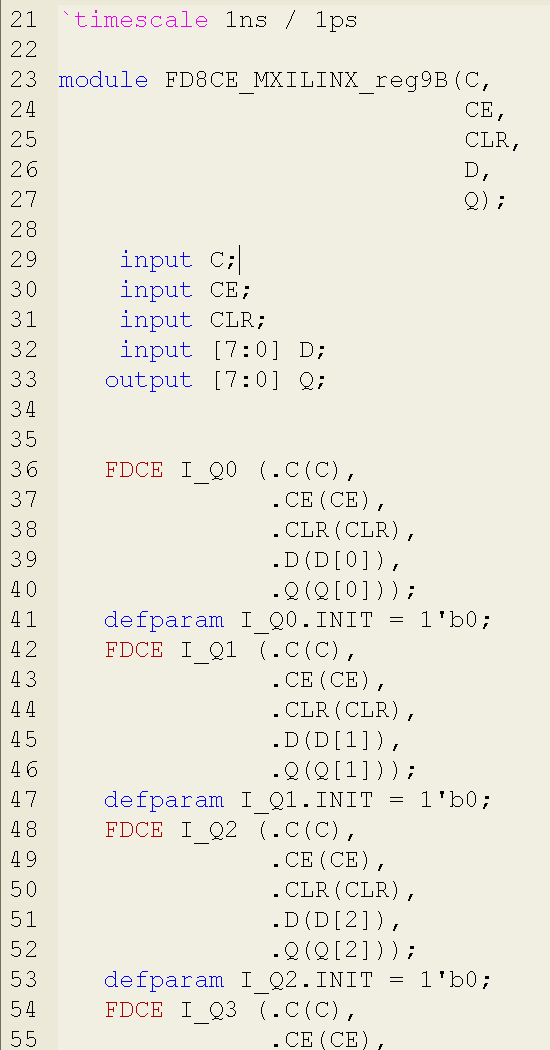 21 `timescale 1ns / 1ps
22
23 module FD8CE_MXILINX_reg9B(C,
24                            CE,
25                            CLR,
26                            D,
27                            Q);
28
29     input C;
30     input CE;
31     input CLR;
32     input [7:0] D;
33    output [7:0] Q;
34
35
36    FDCE I_Q0 (.C(C),
37               .CE(CE),
38               .CLR(CLR),
39               .D(D[0]),
40               .Q(Q[0]));
41    defparam I_Q0.INIT = 1'b0;
42    FDCE I_Q1 (.C(C),
43               .CE(CE),
44               .CLR(CLR),
45               .D(D[1]),
46               .Q(Q[1]));
47    defparam I_Q1.INIT = 1'b0;
48    FDCE I_Q2 (.C(C),
49               .CE(CE),
50               .CLR(CLR),
51               .D(D[2]),
52               .Q(Q[2]));
53    defparam I_Q2.INIT = 1'b0;
54    FDCE I_Q3 (.C(C),
55               .CE(CE),